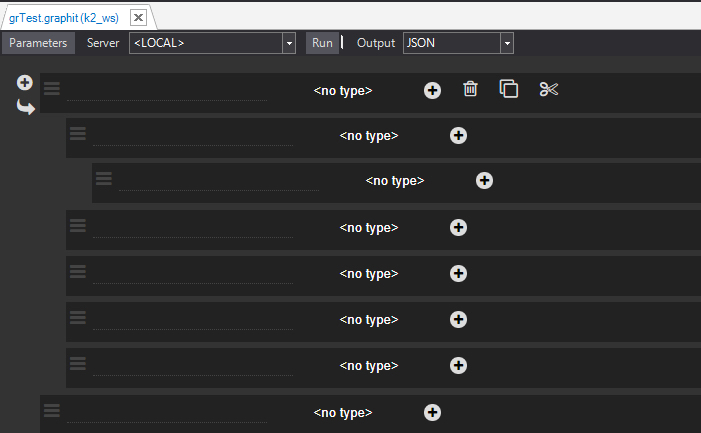 grTest.graphit (k2_ws)
Parameters Server <LOCAL> Run Output JSON
<no type>
<no type>
<no type>
<no type>
<no type>
<no type>
<no type>
<no type>